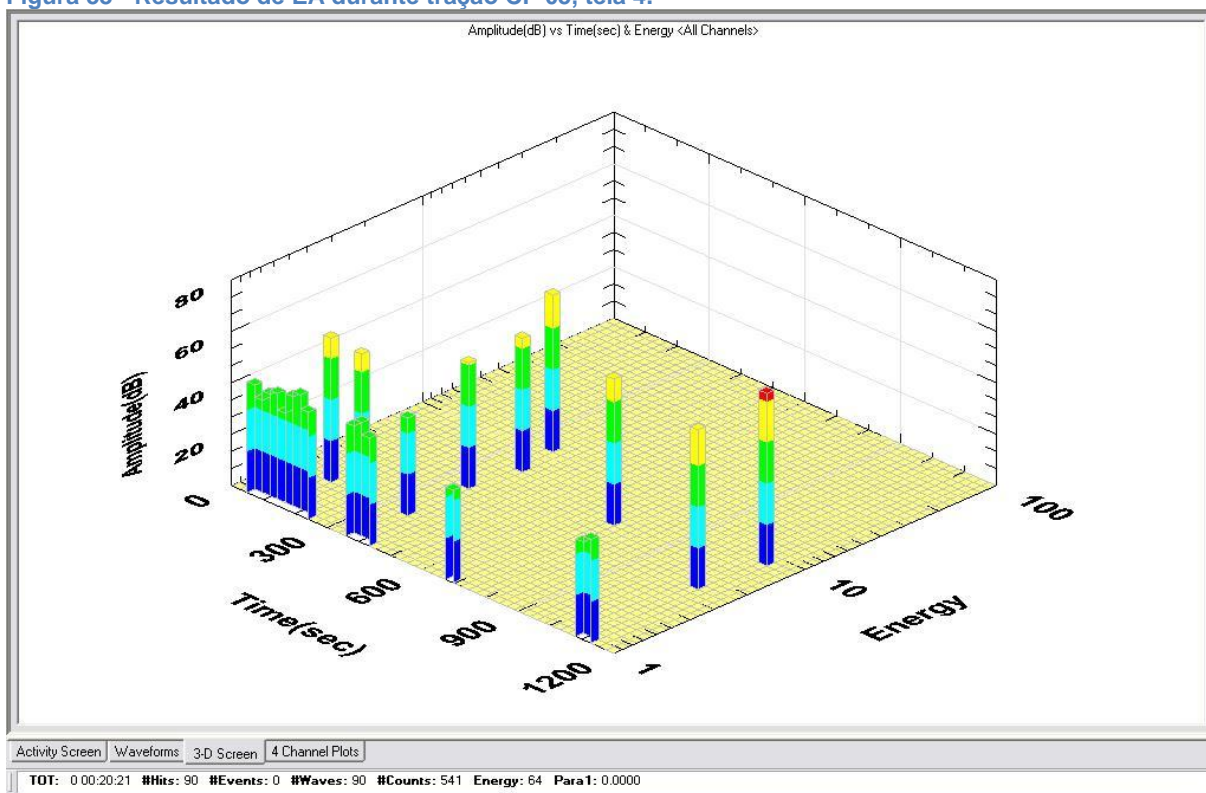 Amplitude(dB) vs Time(sec) & Energy <All Channels>
80
60
40
20
0
Amplitude(dB)
300
600
900
1200
Time(sec)
1
10
100
Energy
Activity Screen Waveforms 3-D Screen 4 Channel Plots
TOT: 0 00:20:21 #Hits: 90 #Events: 0 #Waves: 90 #Counts: 541 Energy: 64 Para1: 0.0000